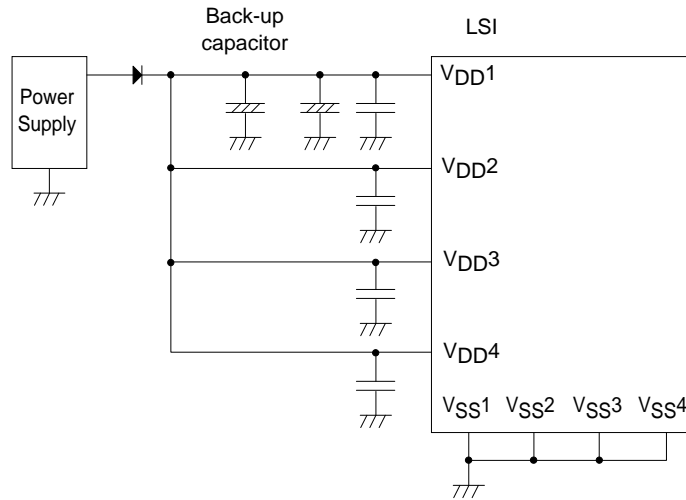 Back-up
capacitor
LSI
Power
Supply
VDD1
VDD2
VDD3
VDD4
VSS1 VSS2 VSS3 VSS4